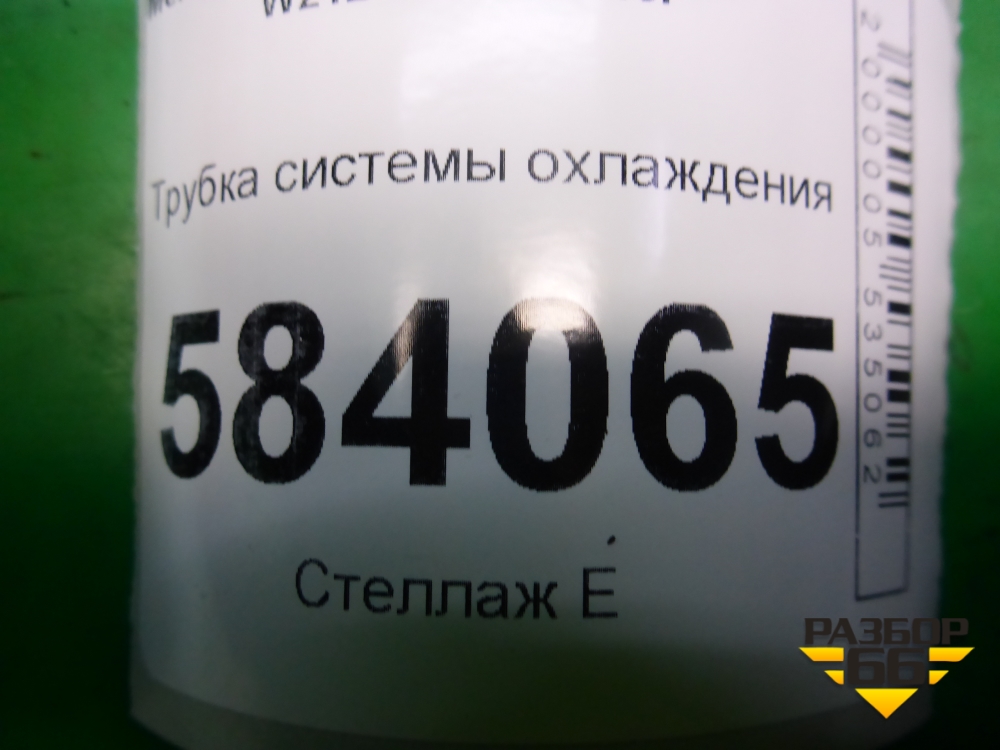 Трубка системы охлаждения
584065
Стеллаж Е
2000005535062
РАЗБОР
66